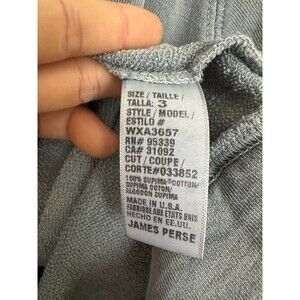 SIZE / TAILLE /
TALLA: 3
STYLE / MODEL /
ESTILO #
WXA3657
RN# 95339
CA# 31092
CUT / COUPE /
CORTE#033852
100% SUPIMA® COTTON/
SUPIMA COTON/
ALGODON SUPIMA
MADE IN U.S.A.
FABRIQUE AUX ETATS UNIS
HECHO EN EE.UU.
JAMES PERSE